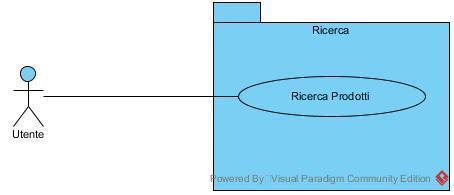 Ricerca
Ricerca Prodotti
Utente
Powered By Visual Paradigm Community Edition